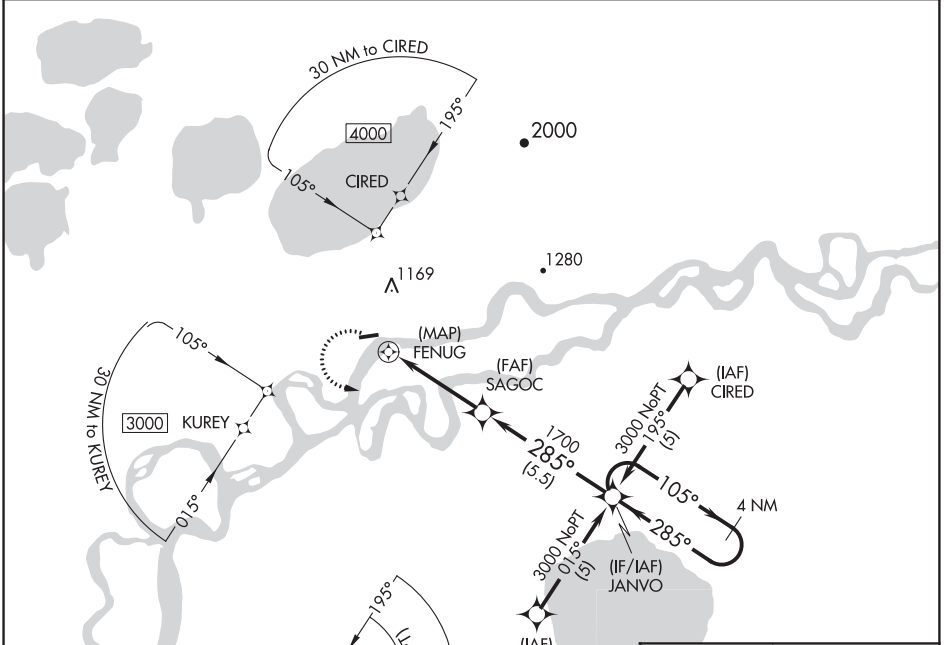 30 NM to CIRED
4000
195°
105°
CIRED
2000
1169
1280
(MAP)
FENUG
(FAF)
SAGOC
(IAF)
CIRED
105°
30 NM to KUREY
3000
KUREY
015°
1700
285°
(5.5)
3000 NoPT
195°
(5)
105°
4 NM
285°
3000 NoPT
015°
(5)
(IF/IAF)
JANVO
195°
(IAF)